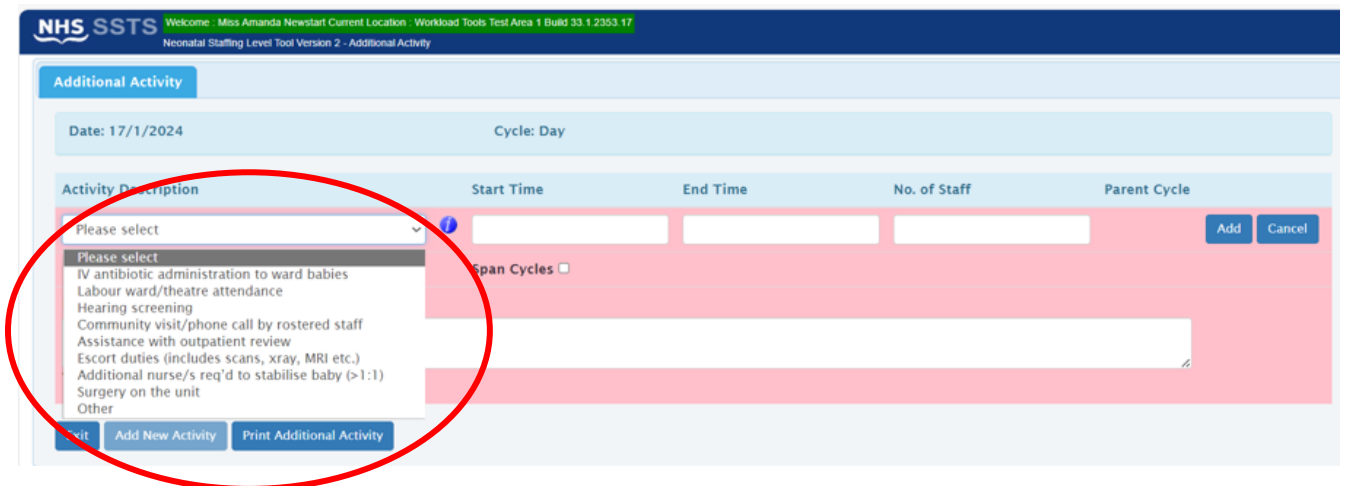 NHS SSTS Welcome : Miss Amanda Newstart Current Location : Workload Tools Test Area 1 Build 33.1.2353.17
Neonatal Staffing Level Tool Version 2 - Additional Activity
Additional Activity
Date: 17/1/2024 Cycle: Day
Activity Description Start Time End Time No. of Staff Parent Cycle
Please select i Add Cancel
Please select
IV antibiotic administration to ward babies Span Cycles
Labour ward/theatre attendance
Hearing screening
Community visit/phone call by rostered staff
Assistance with outpatient review
Escort duties (includes scans, xray, MRI etc.)
Additional nurse/s req'd to stabilise baby (>1:1)
Surgery on the unit
Other
Exit Add New Activity Print Additional Activity